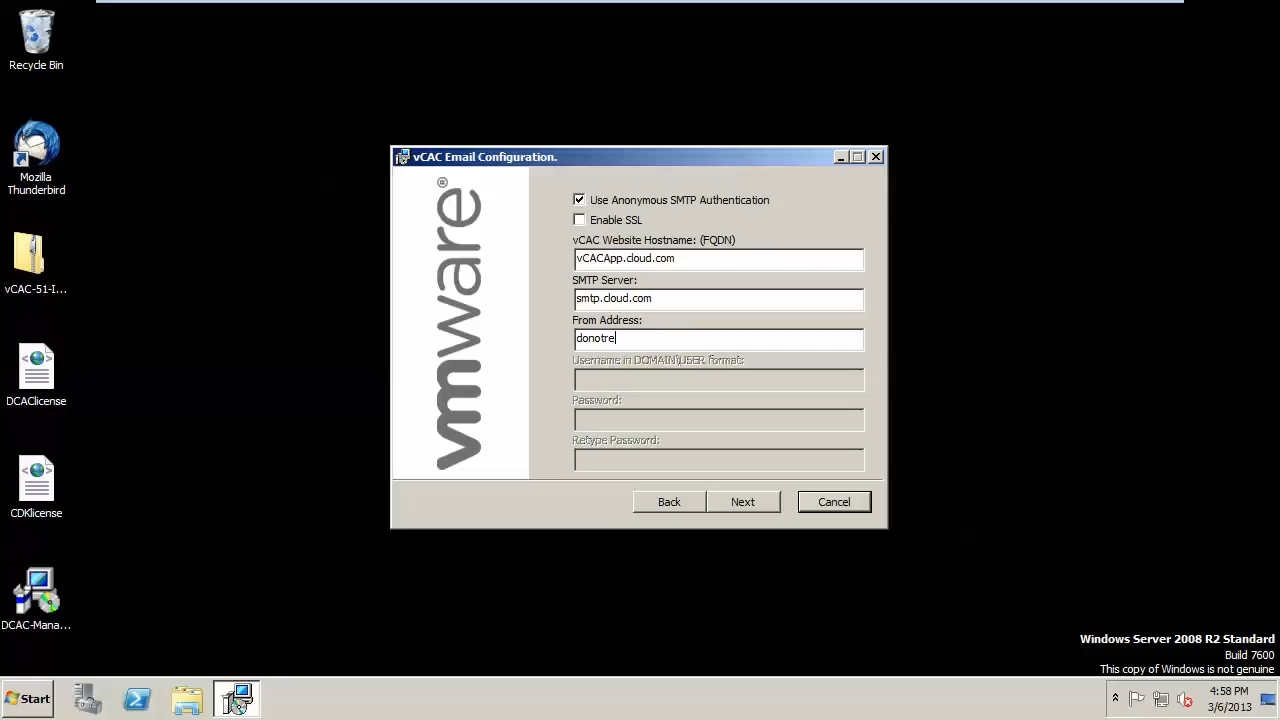 Recycle Bin
Mozilla
Thunderbird
vCAC-51-I...
DCAClicense
CDKlicense
DCAC-Mana...
vCAC Email Configuration.
vmware®
Use Anonymous SMTP Authentication
Enable SSL
vCAC Website Hostname: (FQDN)
vCACApp.cloud.com
SMTP Server:
smtp.cloud.com
From Address:
donotre
Username in DOMAIN\USER format:
Password:
Retype Password:
Back
Next
Cancel
Windows Server 2008 R2 Standard
Build 7600
This copy of Windows is not genuine
Start
4:58 PM
3/6/2013